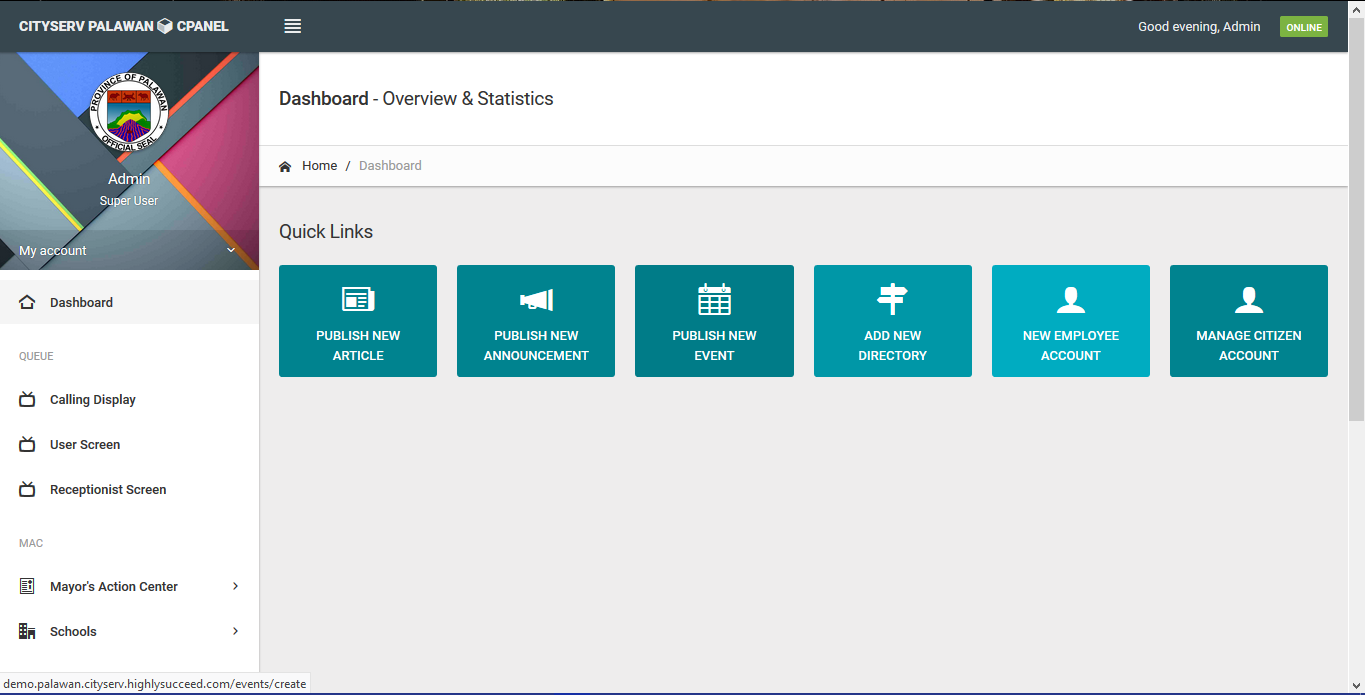 CITYSERV PALAWAN CPANEL
Good evening, Admin
ONLINE
PROVINCE OF PALAWAN
OFFICIAL SEAL
Admin
Super User
My account
Dashboard
QUEUE
Calling Display
User Screen
Receptionist Screen
MAC
Mayor's Action Center
Schools
Dashboard - Overview & Statistics
Home / Dashboard
Quick Links
PUBLISH NEW
ARTICLE
PUBLISH NEW
ANNOUNCEMENT
PUBLISH NEW
EVENT
ADD NEW
DIRECTORY
NEW EMPLOYEE
ACCOUNT
MANAGE CITIZEN
ACCOUNT
demo.palawan.cityserv.highlysucceed.com/events/create